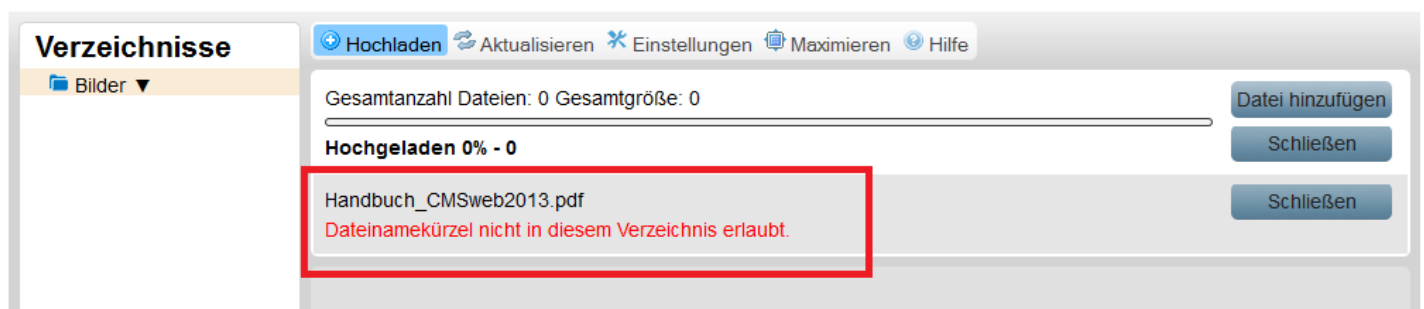 Verzeichnisse
Bilder ▼
Hochladen Aktualisieren Einstellungen Maximieren Hilfe
Gesamtanzahl Dateien: 0 Gesamtgröße: 0
Datei hinzufügen
Hochgeladen 0% - 0
Schließen
Handbuch_CMSweb2013.pdf
Schließen
Dateinamekürzel nicht in diesem Verzeichnis erlaubt.